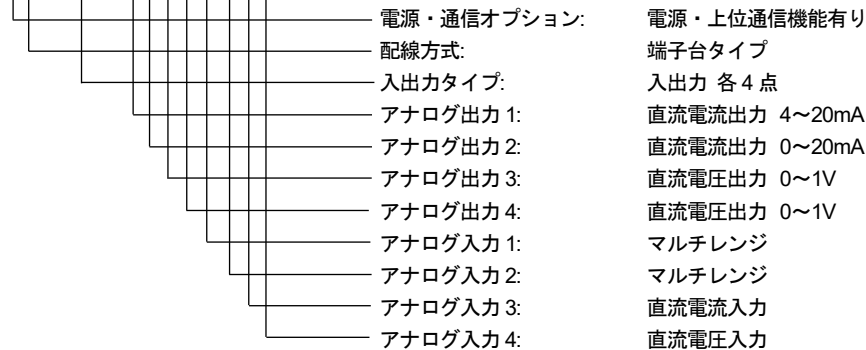 電源・通信オプション: 電源・上位通信機能有り
配線方式: 端子台タイプ
入出力タイプ: 入出力 各4点
アナログ出力1: 直流電流出力 4～20mA
アナログ出力2: 直流電流出力 0～20mA
アナログ出力3: 直流電圧出力 0～1V
アナログ出力4: 直流電圧出力 0～1V
アナログ入力1: マルチレンジ
アナログ入力2: マルチレンジ
アナログ入力3: 直流電流入力
アナログ入力4: 直流電圧入力